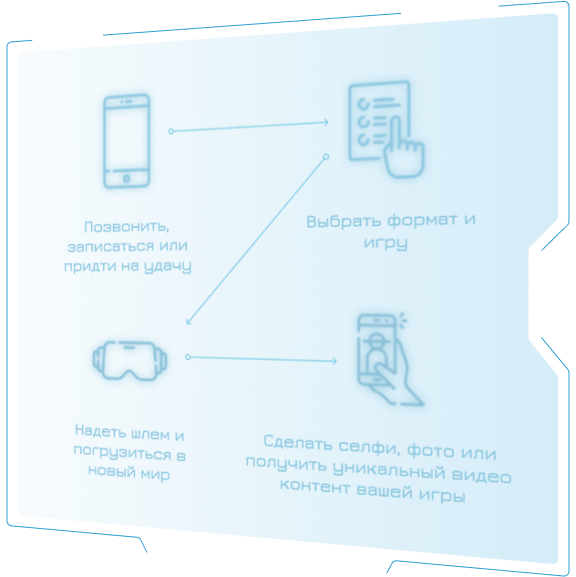 Позвонить,
записаться или
придти на удачу
Выбрать формат и
игру
Надеть шлем и
погрузиться в
новый мир
Сделать селфи, фото или
получить уникальный видео
контент вашей игры